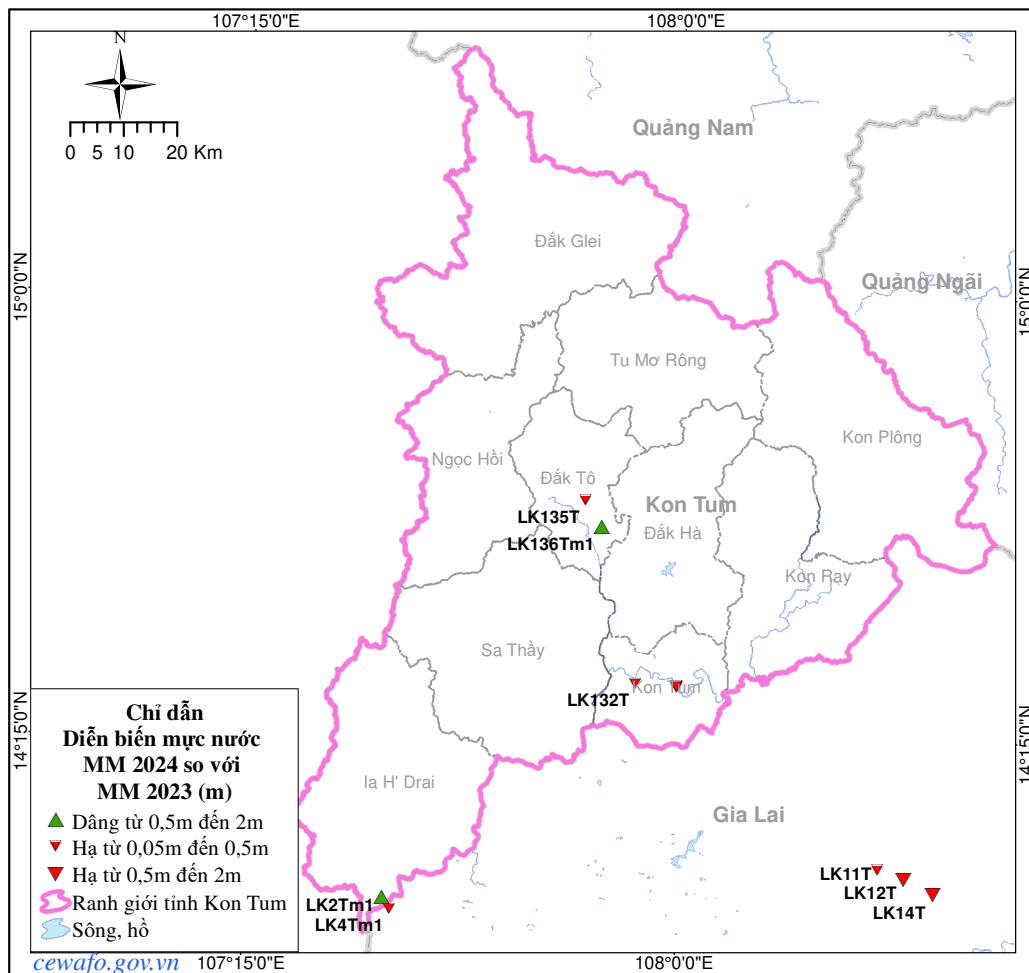 107°15'0"E
108°0'0"E
N
0 5 10 20 Km
Quảng Nam
Đắk Glei
Quảng Ngãi
15°0'0"N
15°0'0"N
Tu Mơ Rông
Kon Plông
Ngọc Hồi
Đắk Tô
LK135T
Kon Tum
LK136Tm1
Đắk Hà
Kon Ray
Sa Thầy
LK132T
Kon Tum
14°15'0"N
14°15'0"N
Ia H' Drai
Gia Lai
LK11T
LK12T
LK14T
LK2Tm1
LK4Tm1
Chỉ dẫn
Diễn biến mực nước
MM 2024 so với
MM 2023 (m)
Dâng từ 0,5m đến 2m
Hạ từ 0,05m đến 0,5m
Hạ từ 0,5m đến 2m
Ranh giới tỉnh Kon Tum
Sông, hồ
cewafo.gov.vn
107°15'0"E
108°0'0"E